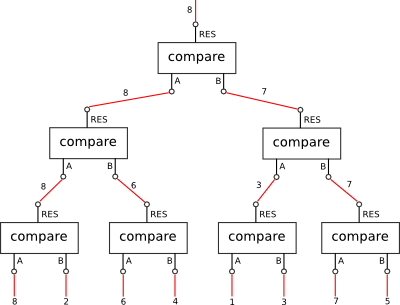 8
RES
compare
A B
8 7
RES RES
compare compare
A B A B
8 6 3 7
RES RES RES RES
compare compare compare compare
A B A B A B A B
8 2 6 4 1 3 7 5